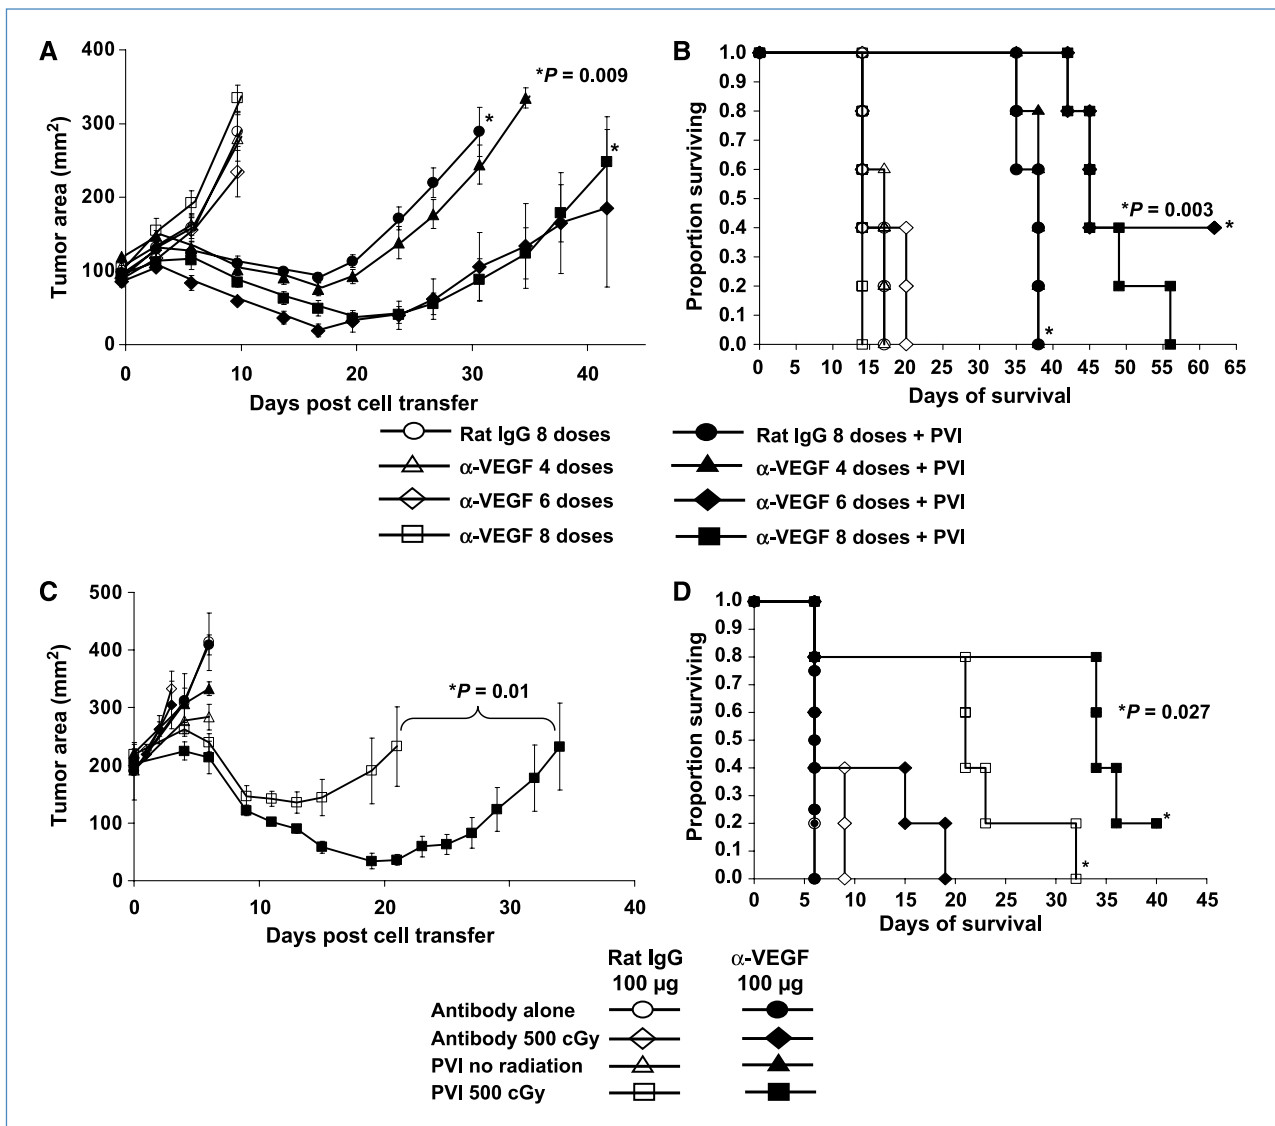 A
400
300
200
100
0
Tumor area (mm2)
*P = 0.009
*
*
0 10 20 30 40
Days post cell transfer
B
1.0
0.9
0.8
0.7
0.6
0.5
0.4
0.3
0.2
0.1
0.0
Proportion surviving
*P = 0.003
*
*
0 5 10 15 20 25 30 35 40 45 50 55 60 65
Days of survival
Rat IgG 8 doses
α-VEGF 4 doses
α-VEGF 6 doses
α-VEGF 8 doses
Rat IgG 8 doses + PVI
α-VEGF 4 doses + PVI
α-VEGF 6 doses + PVI
α-VEGF 8 doses + PVI
C
500
400
300
200
100
0
Tumor area (mm2)
*P = 0.01
0 10 20 30 40
Days post cell transfer
D
1.0
0.9
0.8
0.7
0.6
0.5
0.4
0.3
0.2
0.1
0.0
Proportion surviving
*P = 0.027
*
*
0 5 10 15 20 25 30 35 40 45
Days of survival
Rat IgG α-VEGF
100 µg 100 µg
Antibody alone
Antibody 500 cGy
PVI no radiation
PVI 500 cGy